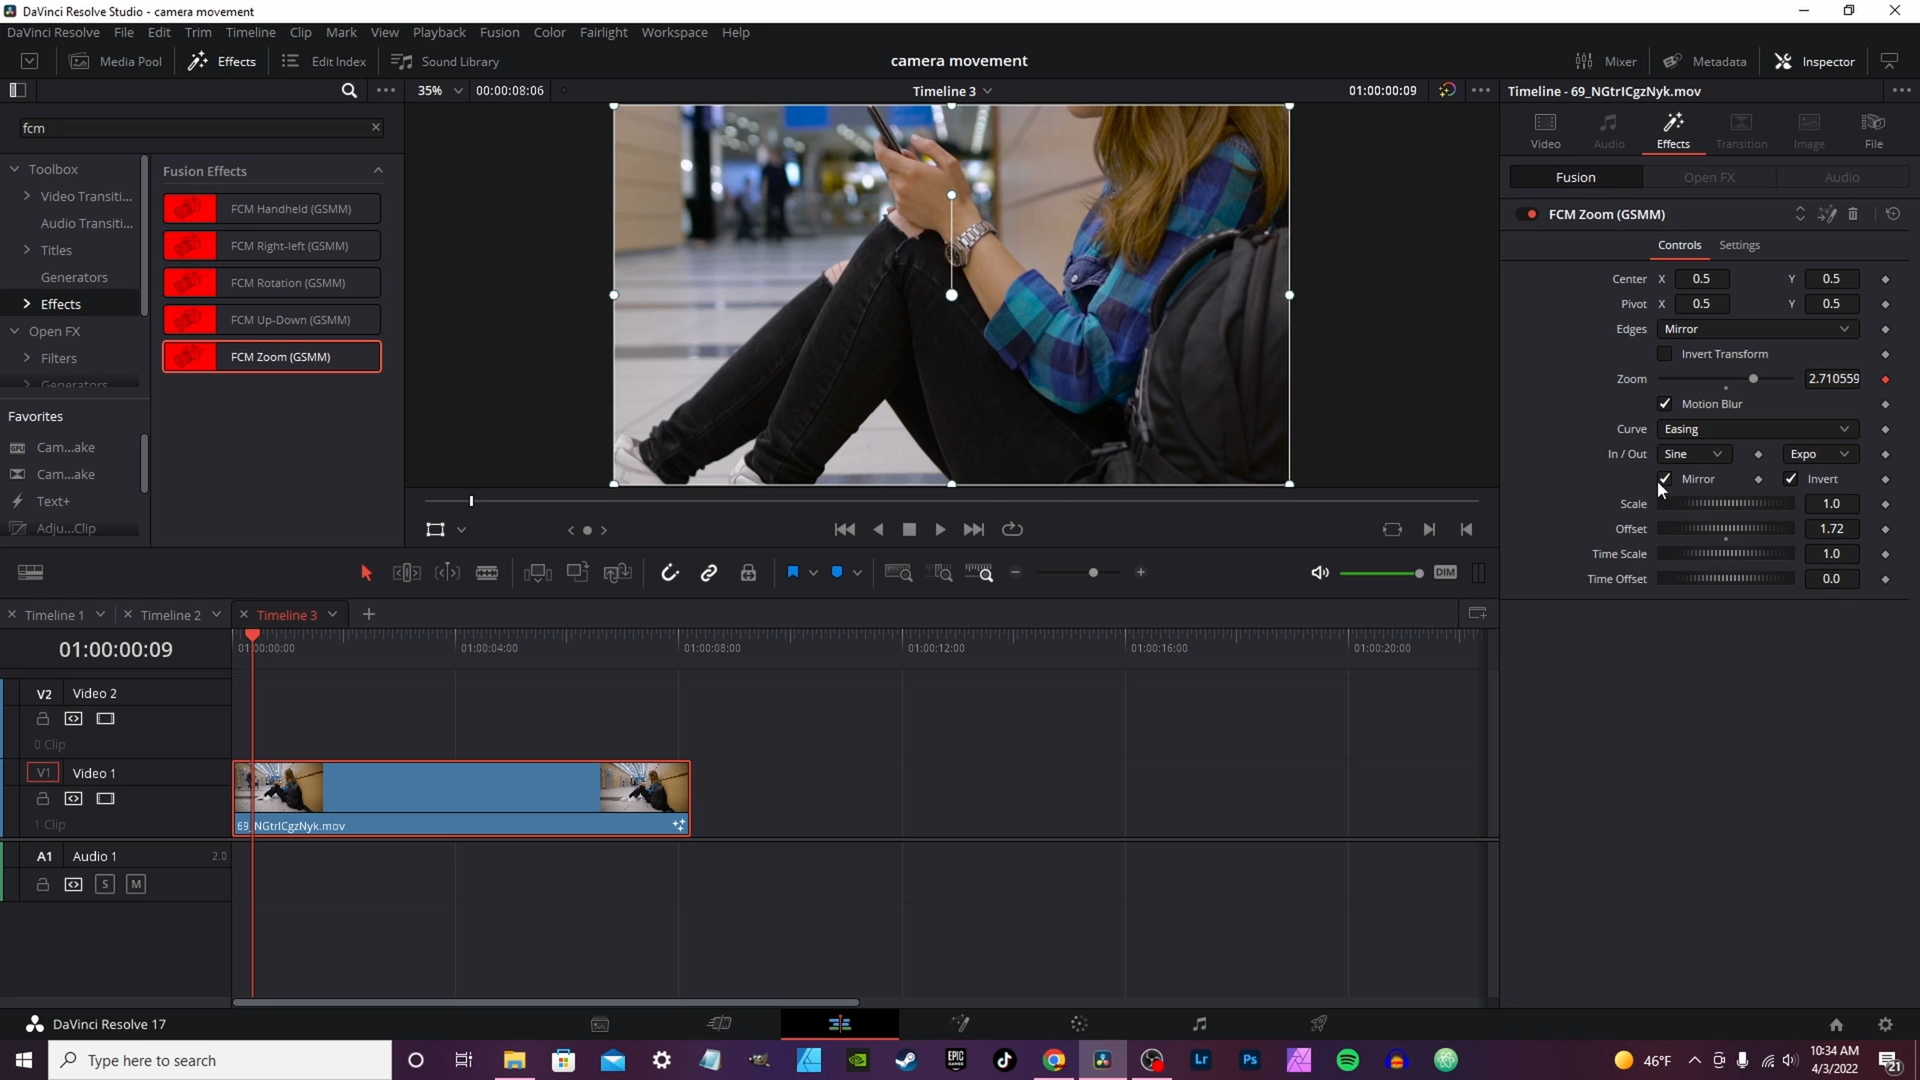 DaVinci Resolve Studio - camera movement
DaVinci Resolve File Edit Trim Timeline Clip Mark View Playback Fusion Color Fairlight Workspace Help
Media Pool Effects Edit Index Sound Library camera movement Mixer Metadata Inspector
35% 00:00:08:06 Timeline 3 01:00:00:09 Timeline - 69_NGtrICgzNyk.mov
fcm
Video Audio Effects Transition Image File
Toolbox
Fusion Effects
Fusion Open FX Audio
Video Transiti...
FCM Handheld (GSMM)
FCM Zoom (GSMM)
Audio Transiti...
Titles
FCM Right-left (GSMM)
Controls Settings
Generators
FCM Rotation (GSMM)
Center X 0.5 Y 0.5
Effects
FCM Up-Down (GSMM)
Pivot X 0.5 Y 0.5
Open FX
Edges Mirror
Filters
FCM Zoom (GSMM)
Invert Transform
Generators
Zoom 2.710559
Motion Blur
Favorites
Curve Easing
Cam...ake
In / Out Sine Expo
Cam...ake
Mirror Invert
Text+
Scale 1.0
Adju...Clip
Offset 1.72
Time Scale 1.0
DIM
Time Offset 0.0
Timeline 1 Timeline 2 Timeline 3
01:00:00:09
01:00:00:00 01:00:04:00 01:00:08:00 01:00:12:00 01:00:16:00 01:00:20:00
V2 Video 2
0 Clip
V1 Video 1
1 Clip
69_NGtrICgzNyk.mov
A1 Audio 1 2.0
S M
DaVinci Resolve 17
Type here to search
Lr Ps
EPIC GAMES
46°F
10:34 AM
4/3/2022
21